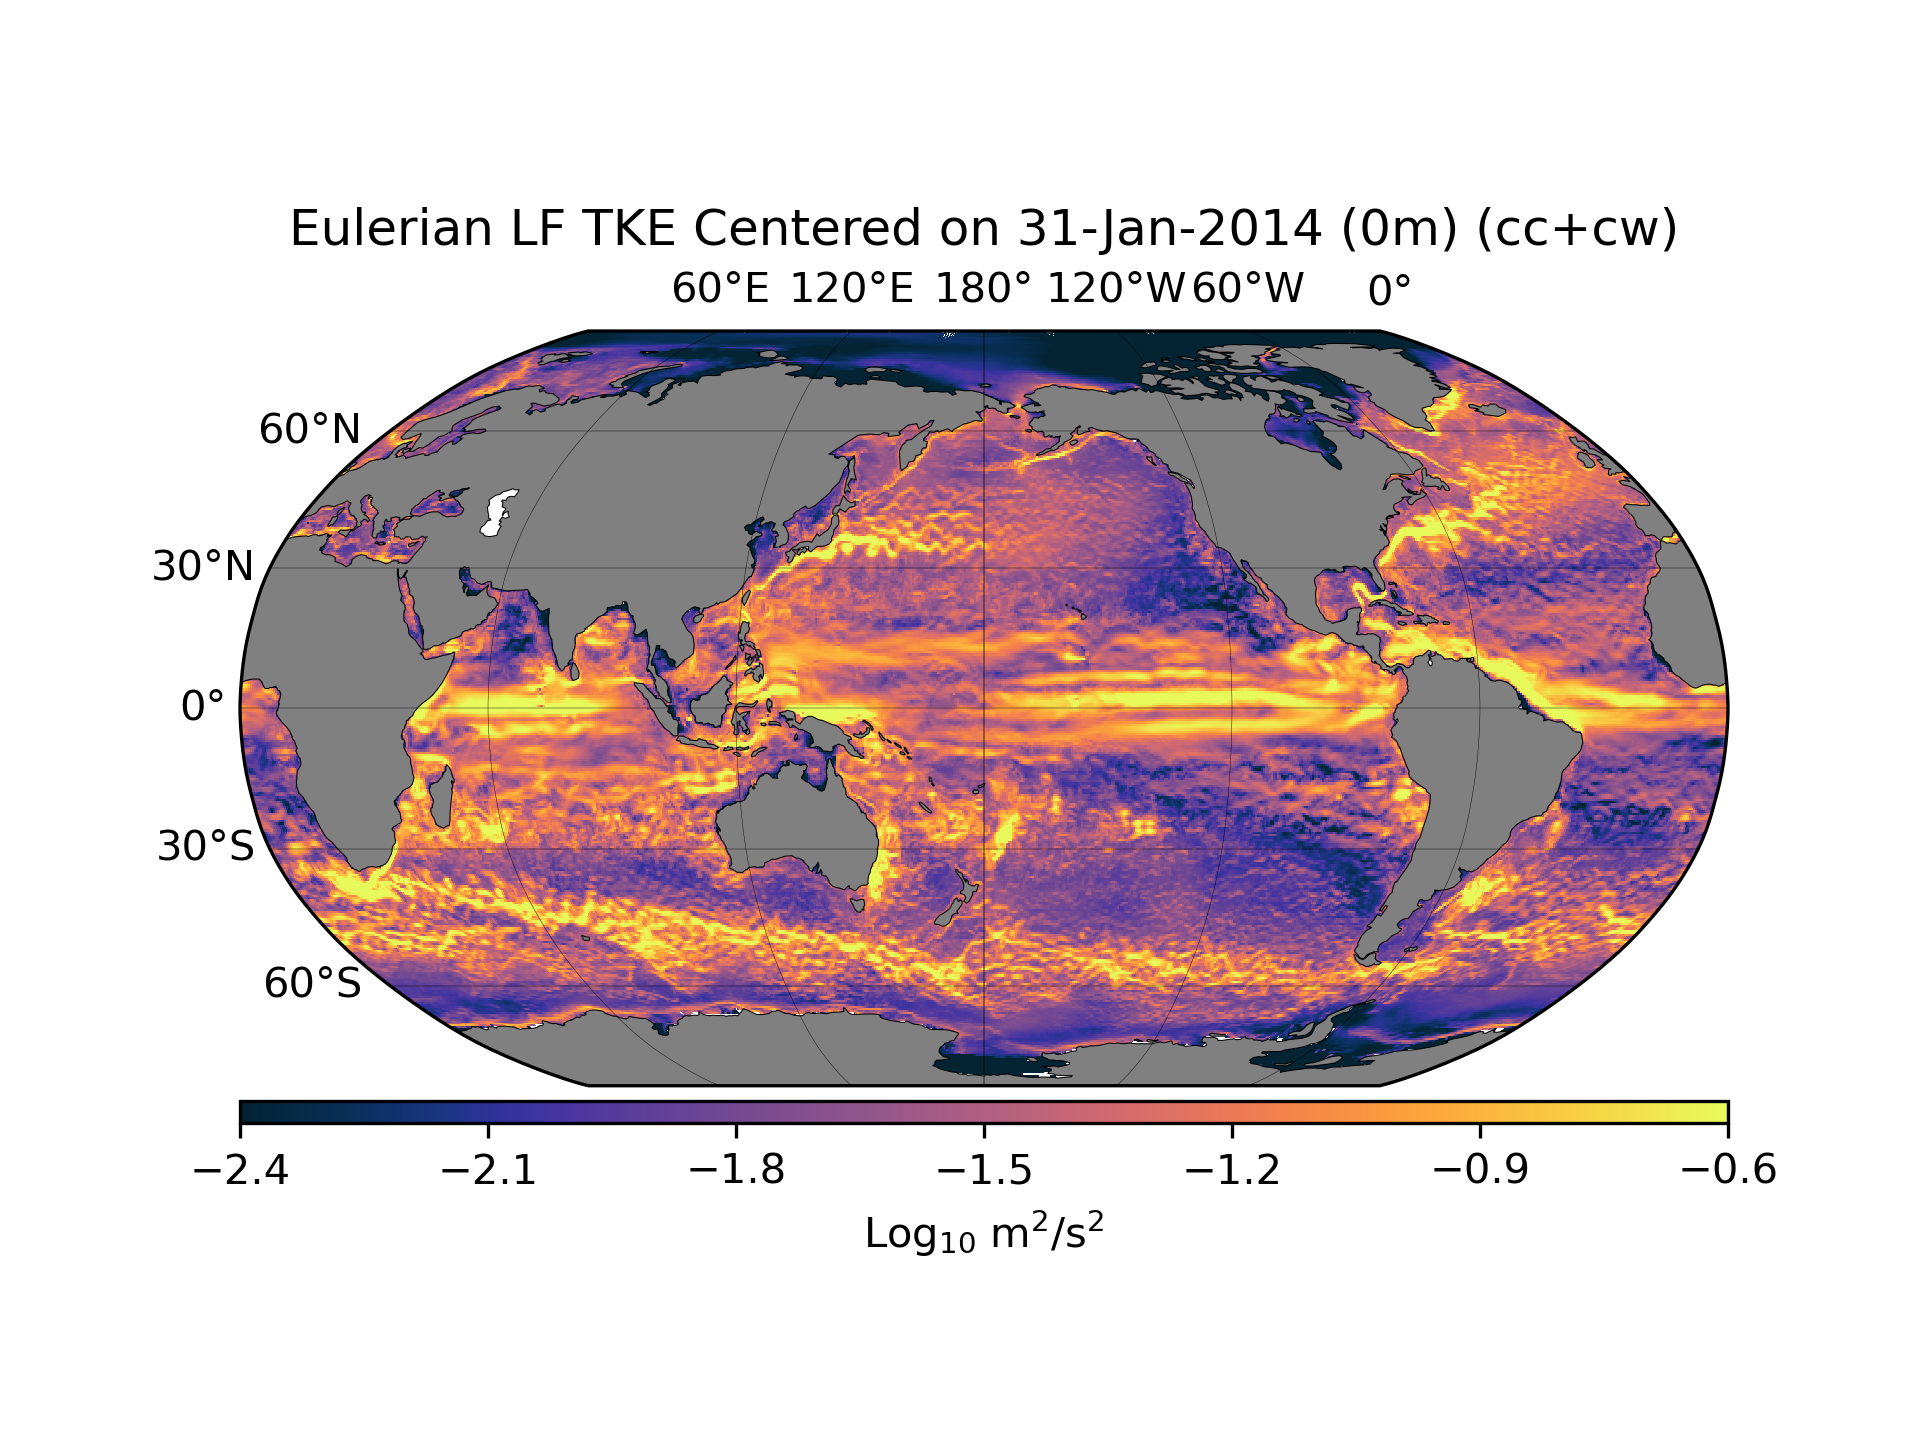 Eulerian LF TKE Centered on 31-Jan-2014 (0m) (cc+cw)
60°E 120°E 180° 120°W 60°W 0°
60°N
30°N
0°
30°S
60°S
−2.4 −2.1 −1.8 −1.5 −1.2 −0.9 −0.6
Log₁₀ m²/s²